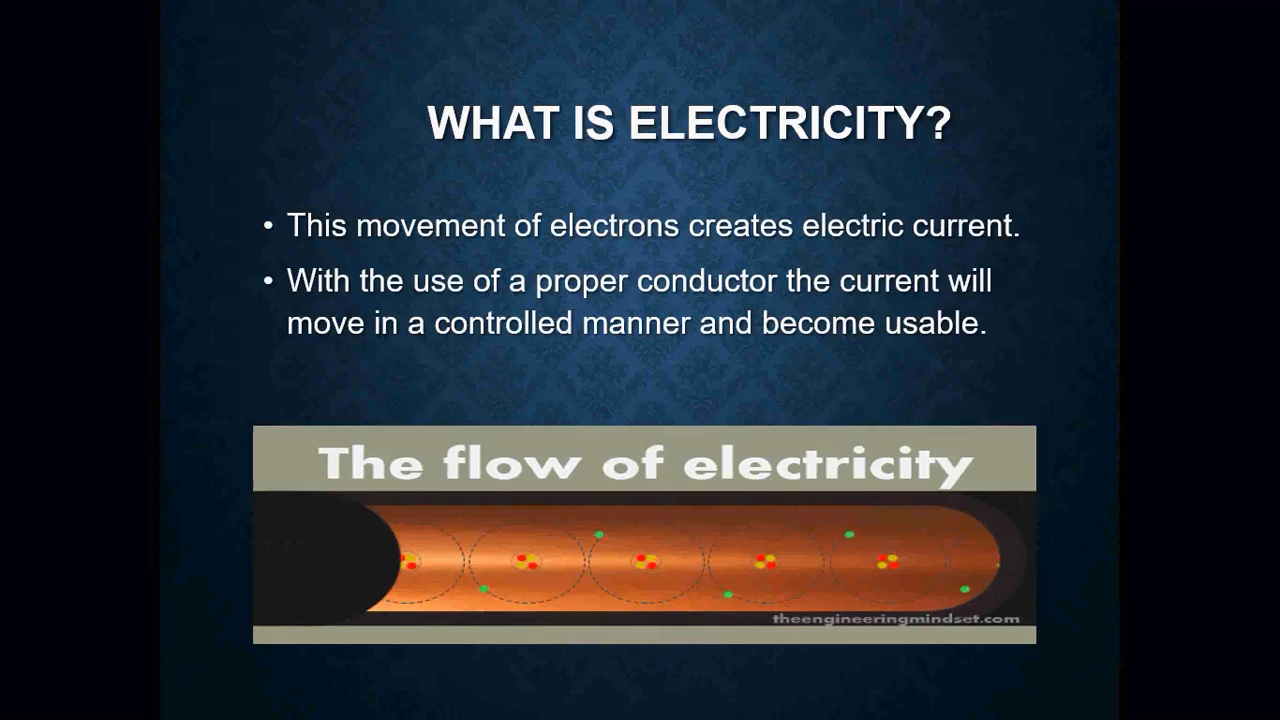 WHAT IS ELECTRICITY?
• This movement of electrons creates electric current.
• With the use of a proper conductor the current will
move in a controlled manner and become usable.
The flow of electricity
theengineeringmindset.com